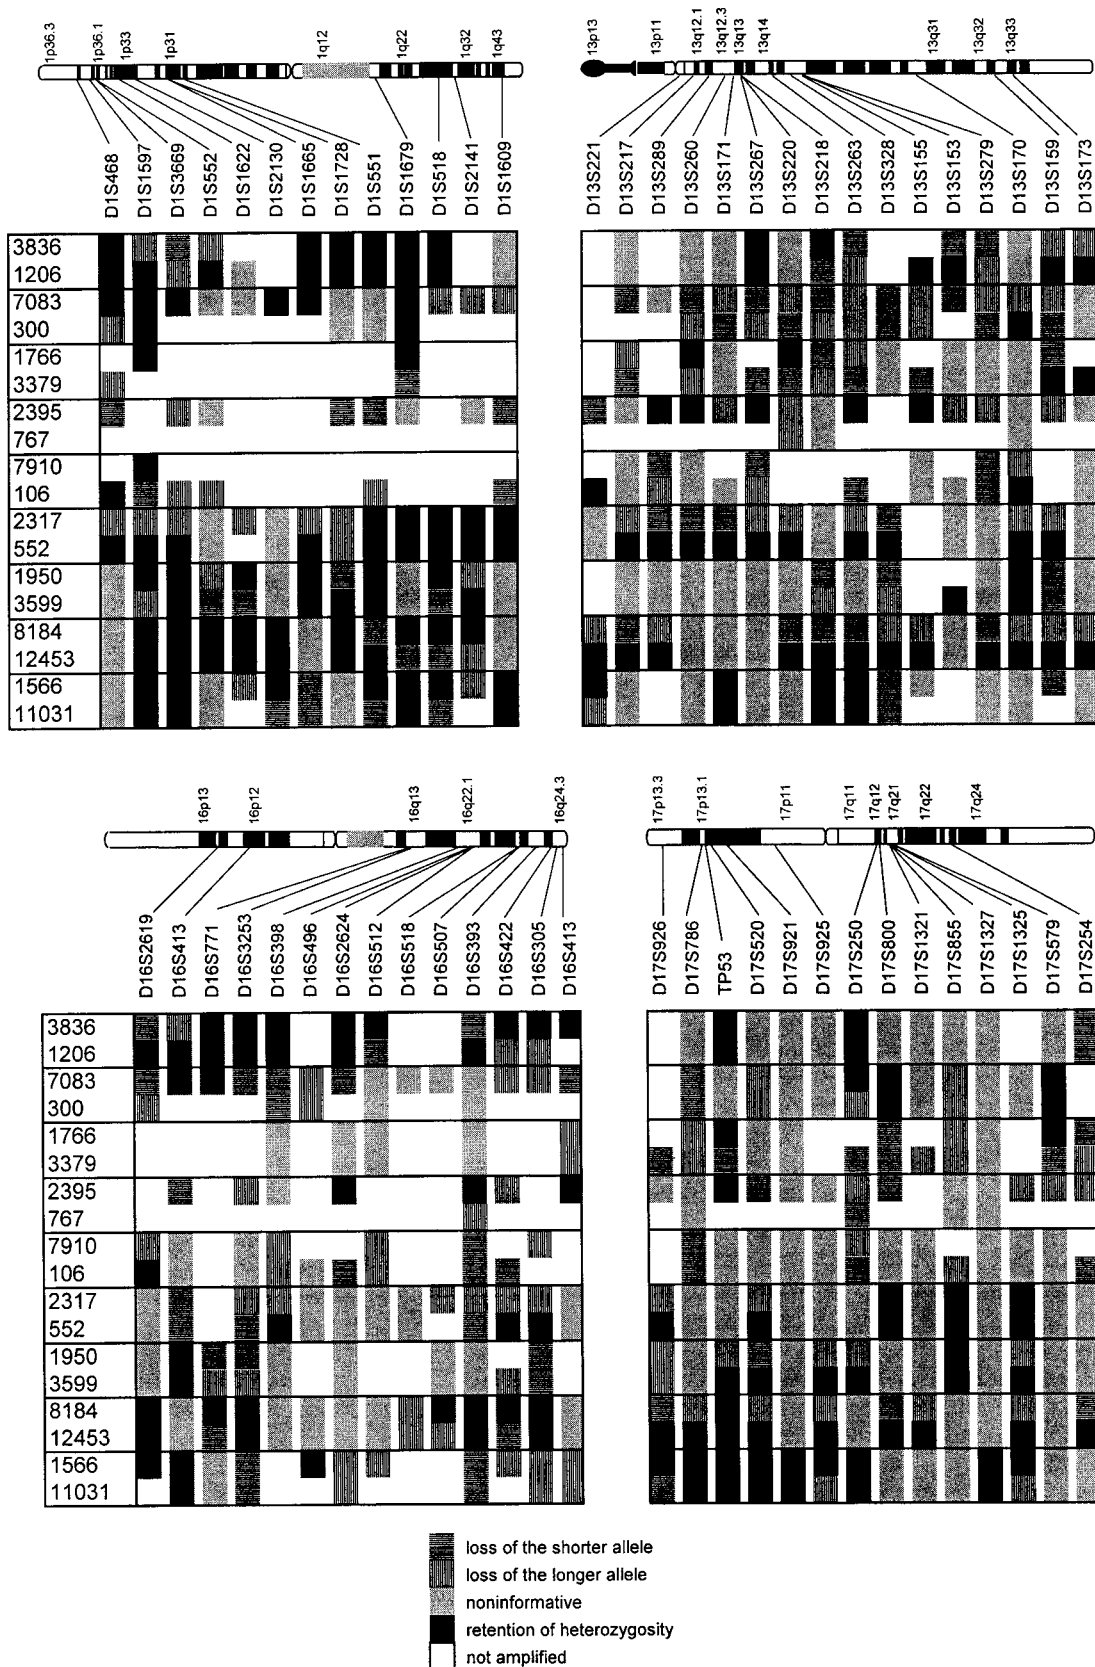 1p36.3 1p36.1 1p33 1p31 1q12 1q22 1q32 1q43
D1S468 D1S1597 D1S3669 D1S552 D1S1622 D1S2130 D1S1665 D1S1728 D1S551 D1S1679 D1S518 D1S2141 D1S1609
3836
1206
7083
300
1766
3379
2395
767
7910
106
2317
552
1950
3599
8184
12453
1566
11031
13p13 13p11 13q12.1 13q12.3 13q13 13q14 13q31 13q32 13q33
D13S221 D13S217 D13S289 D13S260 D13S171 D13S267 D13S220 D13S218 D13S263 D13S328 D13S155 D13S153 D13S279 D13S170 D13S159 D13S173
16p13 16p12 16q13 16q22.1 16q24.3
D16S2619 D16S413 D16S771 D16S3253 D16S398 D16S496 D16S2624 D16S512 D16S518 D16S507 D16S393 D16S422 D16S305 D16S413
3836
1206
7083
300
1766
3379
2395
767
7910
106
2317
552
1950
3599
8184
12453
1566
11031
17p13.3 17p13.1 17p11 17q11 17q12 17q21 17q22 17q24
D17S926 D17S786 TP53 D17S520 D17S921 D17S925 D17S250 D17S800 D17S1321 D17S855 D17S1327 D17S1325 D17S579 D17S254
loss of the shorter allele
loss of the longer allele
noninformative
retention of heterozygosity
not amplified